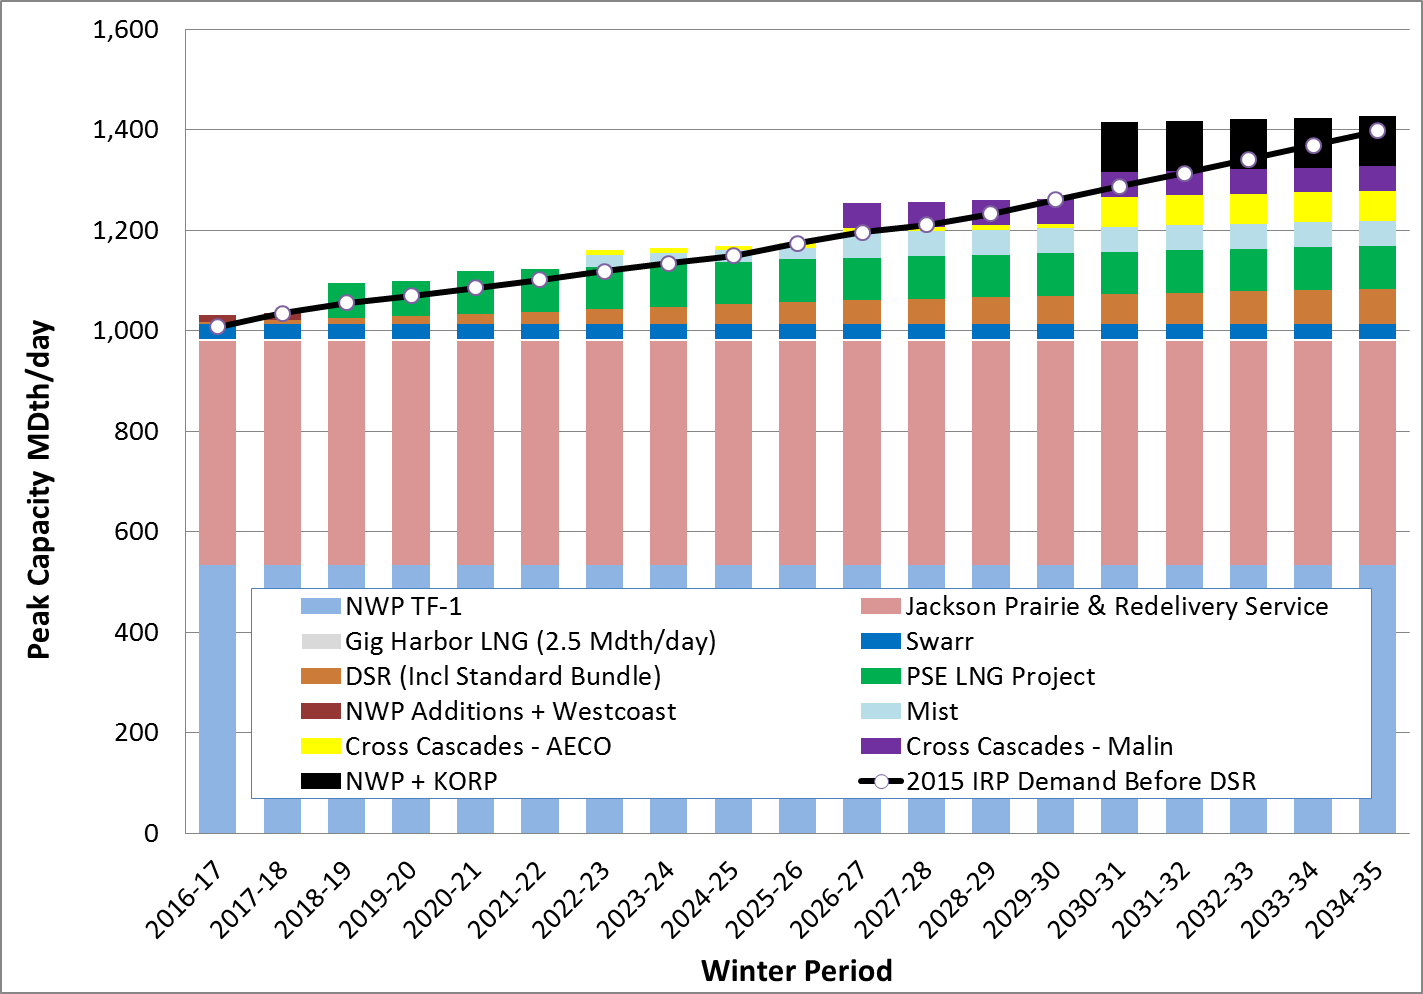 1,600
1,400
1,200
1,000
800
600
400
200
0
Peak Capacity MDth/day
NWP TF-1
Jackson Prairie & Redelivery Service
Gig Harbor LNG (2.5 Mdth/day)
Swarr
DSR (Incl Standard Bundle)
PSE LNG Project
NWP Additions + Westcoast
Mist
Cross Cascades - AECO
Cross Cascades - Malin
NWP + KORP
2015 IRP Demand Before DSR
2016-17
2017-18
2018-19
2019-20
2020-21
2021-22
2022-23
2023-24
2024-25
2025-26
2026-27
2027-28
2028-29
2029-30
2030-31
2031-32
2032-33
2033-34
2034-35
Winter Period